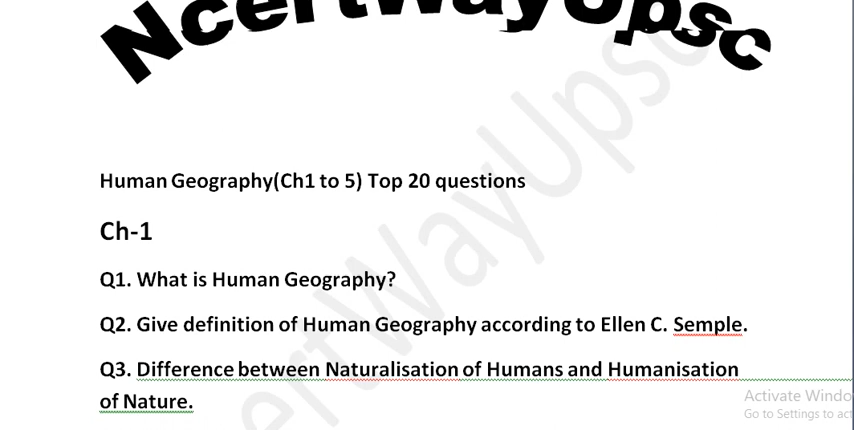 NcertWayUpsc
Human Geography(Ch1 to 5) Top 20 questions
Ch-1
Q1. What is Human Geography?
Q2. Give definition of Human Geography according to Ellen C. Semple.
Q3. Difference between Naturalisation of Humans and Humanisation
of Nature.
Activate Windo
Go to Settings to act